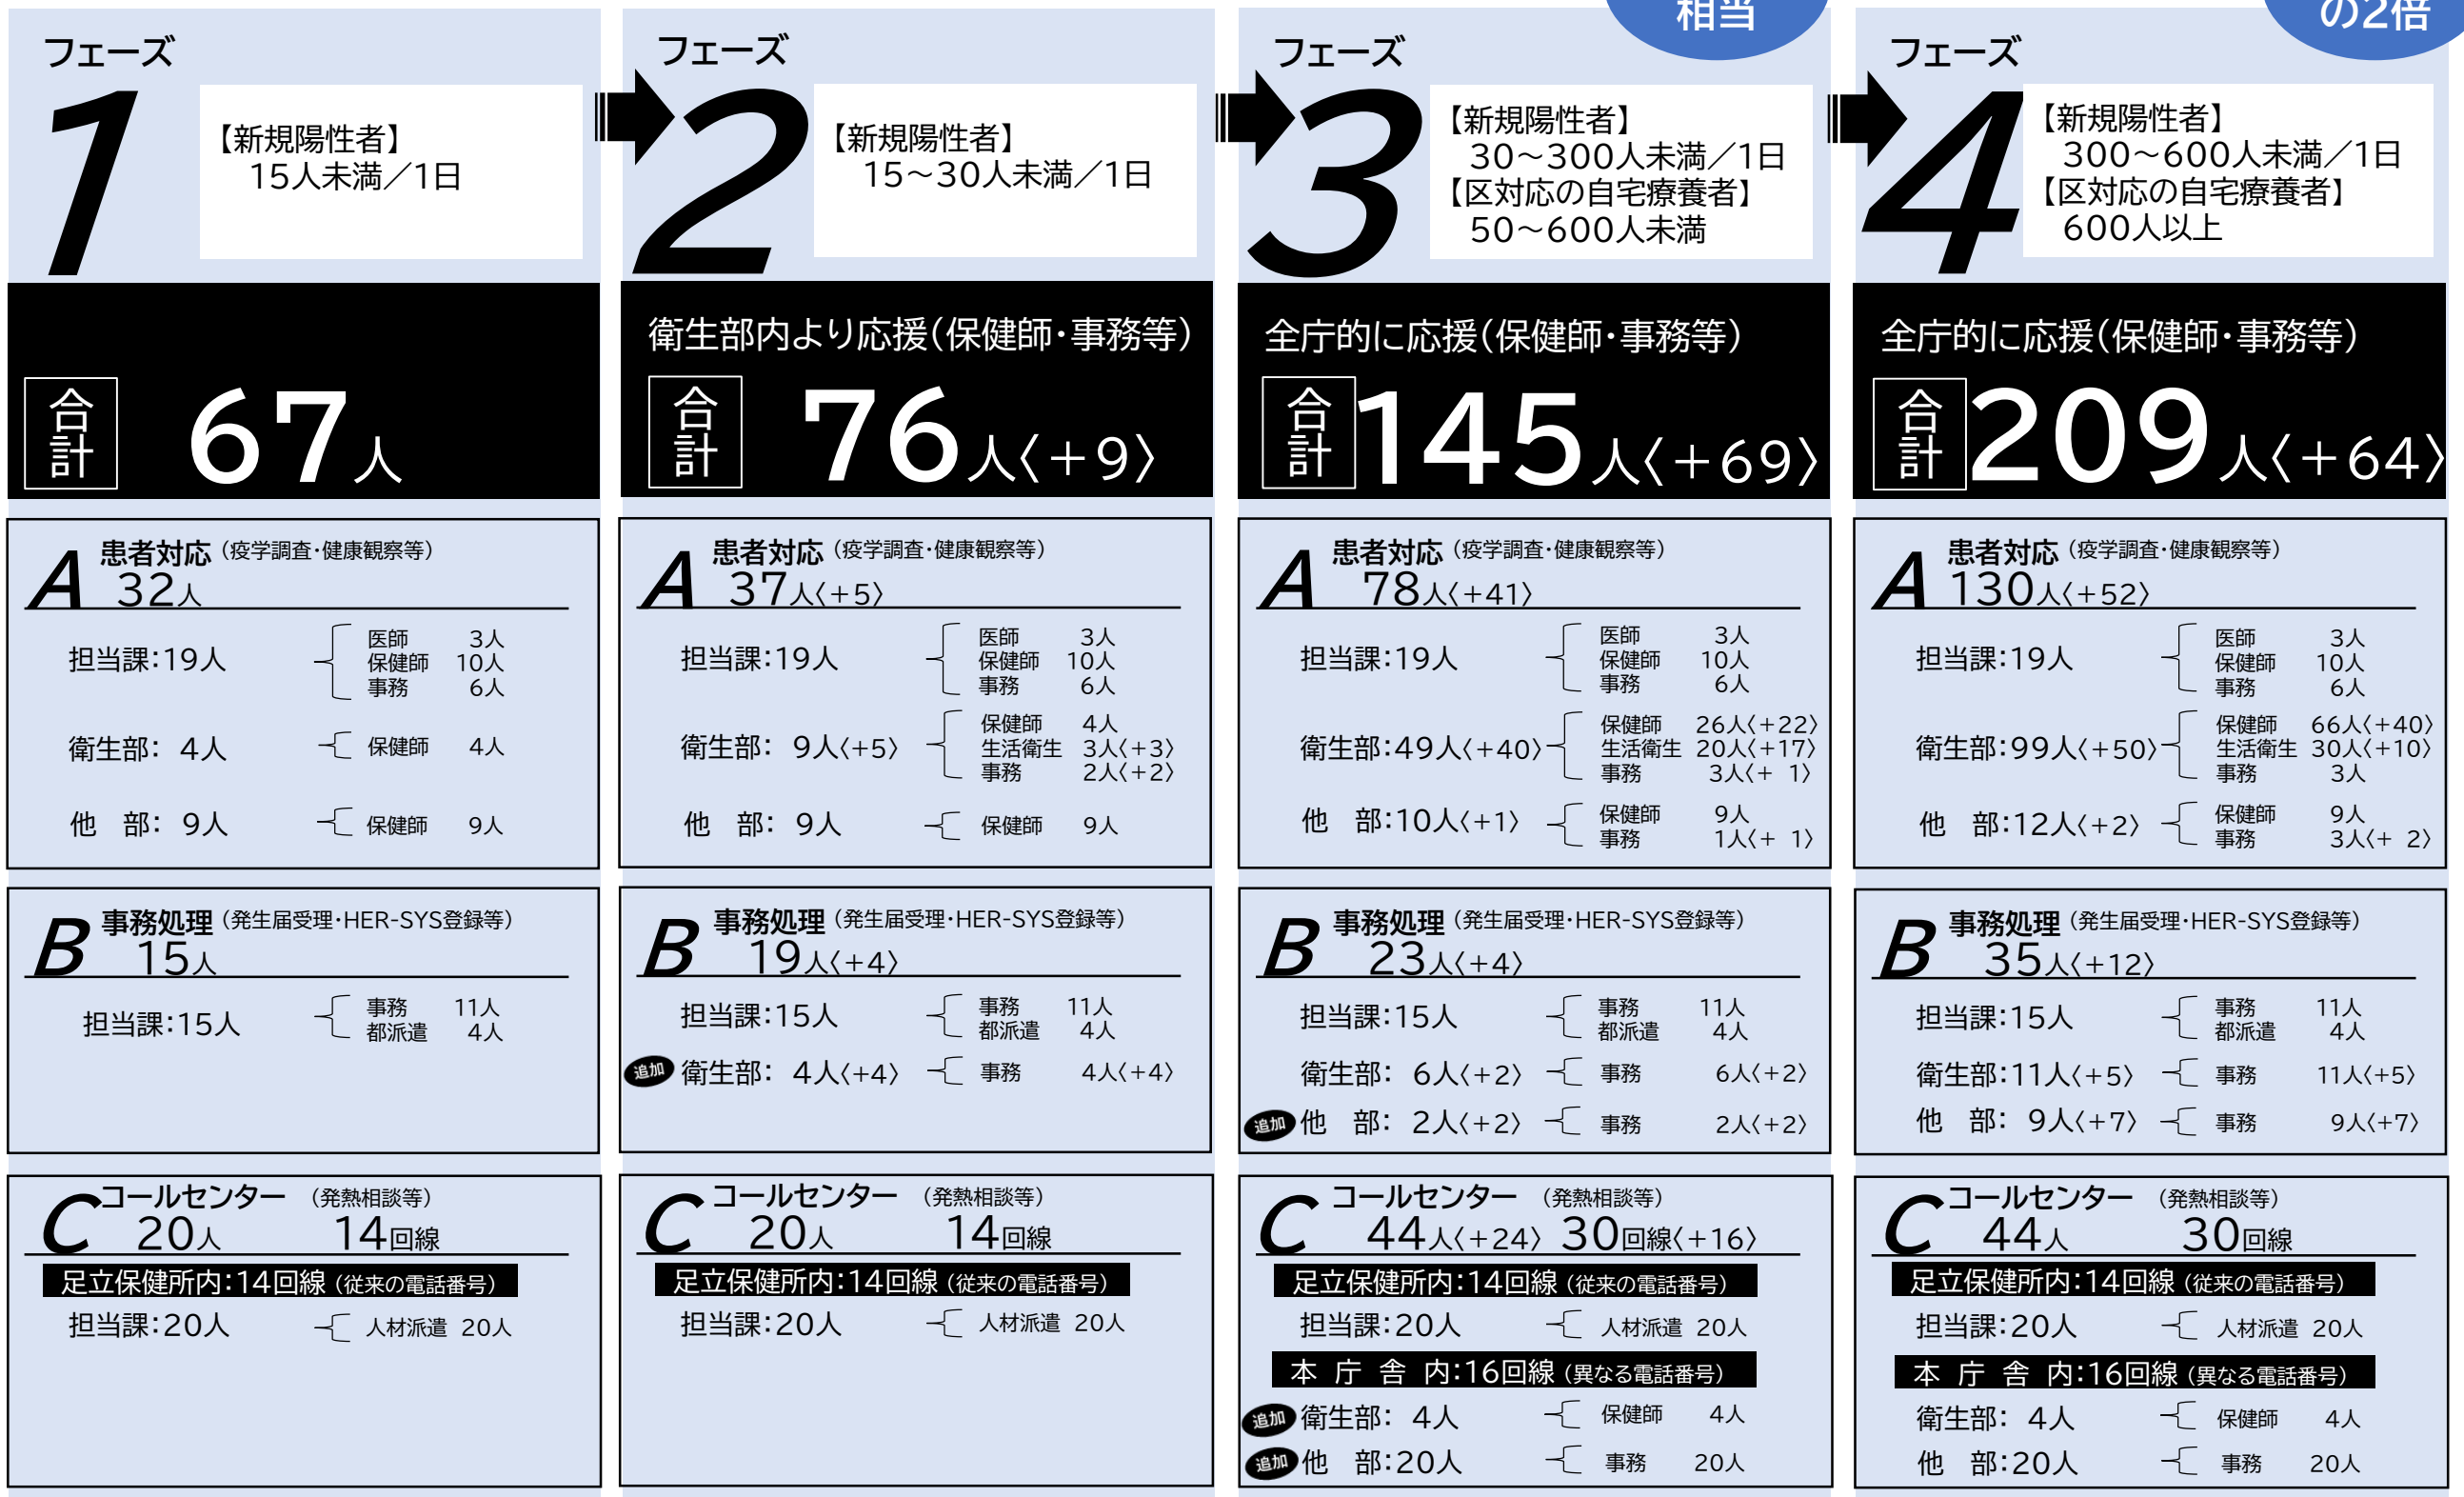 フェーズ
1
【新規陽性者】
15人未満／1日
合計
67人
A 患者対応（疫学調査・健康観察等）
32人
担当課：19人
医師 3人
保健師 10人
事務 6人
衛生部： 4人
保健師 4人
他 部： 9人
保健師 9人
B 事務処理（発生届受理・HER-SYS登録等）
15人
担当課：15人
事務 11人
都派遣 4人
C コールセンター （発熱相談等）
20人 14回線
足立保健所内：14回線（従来の電話番号）
担当課：20人
人材派遣 20人
フェーズ
2
【新規陽性者】
15～30人未満／1日
衛生部内より応援（保健師・事務等）
合計
76人〈＋9〉
A 患者対応（疫学調査・健康観察等）
37人〈＋5〉
担当課：19人
医師 3人
保健師 10人
事務 6人
衛生部： 9人〈＋5〉
保健師 4人
生活衛生 3人〈＋3〉
事務 2人〈＋2〉
他 部： 9人
保健師 9人
B 事務処理（発生届受理・HER-SYS登録等）
19人〈＋4〉
担当課：15人
事務 11人
都派遣 4人
追加 衛生部： 4人〈＋4〉
事務 4人〈＋4〉
C コールセンター （発熱相談等）
20人 14回線
足立保健所内：14回線（従来の電話番号）
担当課：20人
人材派遣 20人
相当
フェーズ
3
【新規陽性者】
30～300人未満／1日
【区対応の自宅療養者】
50～600人未満
全庁的に応援（保健師・事務等）
合計
145人〈＋69〉
A 患者対応（疫学調査・健康観察等）
78人〈＋41〉
担当課：19人
医師 3人
保健師 10人
事務 6人
衛生部：49人〈＋40〉
保健師 26人〈＋22〉
生活衛生 20人〈＋17〉
事務 3人〈＋ 1〉
他 部：10人〈＋1〉
保健師 9人
事務 1人〈＋ 1〉
B 事務処理（発生届受理・HER-SYS登録等）
23人〈＋4〉
担当課：15人
事務 11人
都派遣 4人
衛生部： 6人〈＋2〉
事務 6人〈＋2〉
追加 他 部： 2人〈＋2〉
事務 2人〈＋2〉
C コールセンター （発熱相談等）
44人〈＋24〉 30回線〈＋16〉
足立保健所内：14回線（従来の電話番号）
担当課：20人
人材派遣 20人
本 庁 舎 内：16回線（異なる電話番号）
追加 衛生部： 4人
保健師 4人
追加 他 部：20人
事務 20人
の2倍
フェーズ
4
【新規陽性者】
300～600人未満／1日
【区対応の自宅療養者】
600人以上
全庁的に応援（保健師・事務等）
合計
209人〈＋64〉
A 患者対応（疫学調査・健康観察等）
130人〈＋52〉
担当課：19人
医師 3人
保健師 10人
事務 6人
衛生部：99人〈＋50〉
保健師 66人〈＋40〉
生活衛生 30人〈＋10〉
事務 3人
他 部：12人〈＋2〉
保健師 9人
事務 3人〈＋ 2〉
B 事務処理（発生届受理・HER-SYS登録等）
35人〈＋12〉
担当課：15人
事務 11人
都派遣 4人
衛生部：11人〈＋5〉
事務 11人〈＋5〉
他 部： 9人〈＋7〉
事務 9人〈＋7〉
C コールセンター （発熱相談等）
44人 30回線
足立保健所内：14回線（従来の電話番号）
担当課：20人
人材派遣 20人
本 庁 舎 内：16回線（異なる電話番号）
衛生部： 4人
保健師 4人
他 部：20人
事務 20人